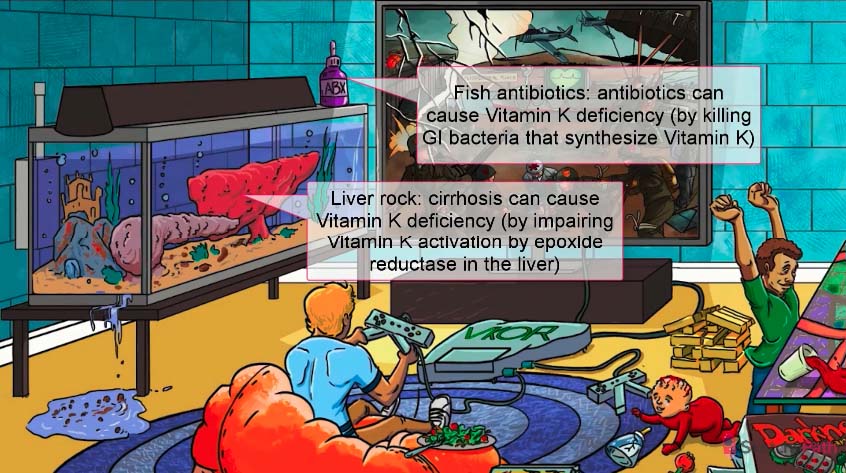 ABX
Fish antibiotics: antibiotics can
cause Vitamin K deficiency (by killing
GI bacteria that synthesize Vitamin K)
Liver rock: cirrhosis can cause
Vitamin K deficiency (by impairing
Vitamin K activation by epoxide
reductase in the liver)
VKOR